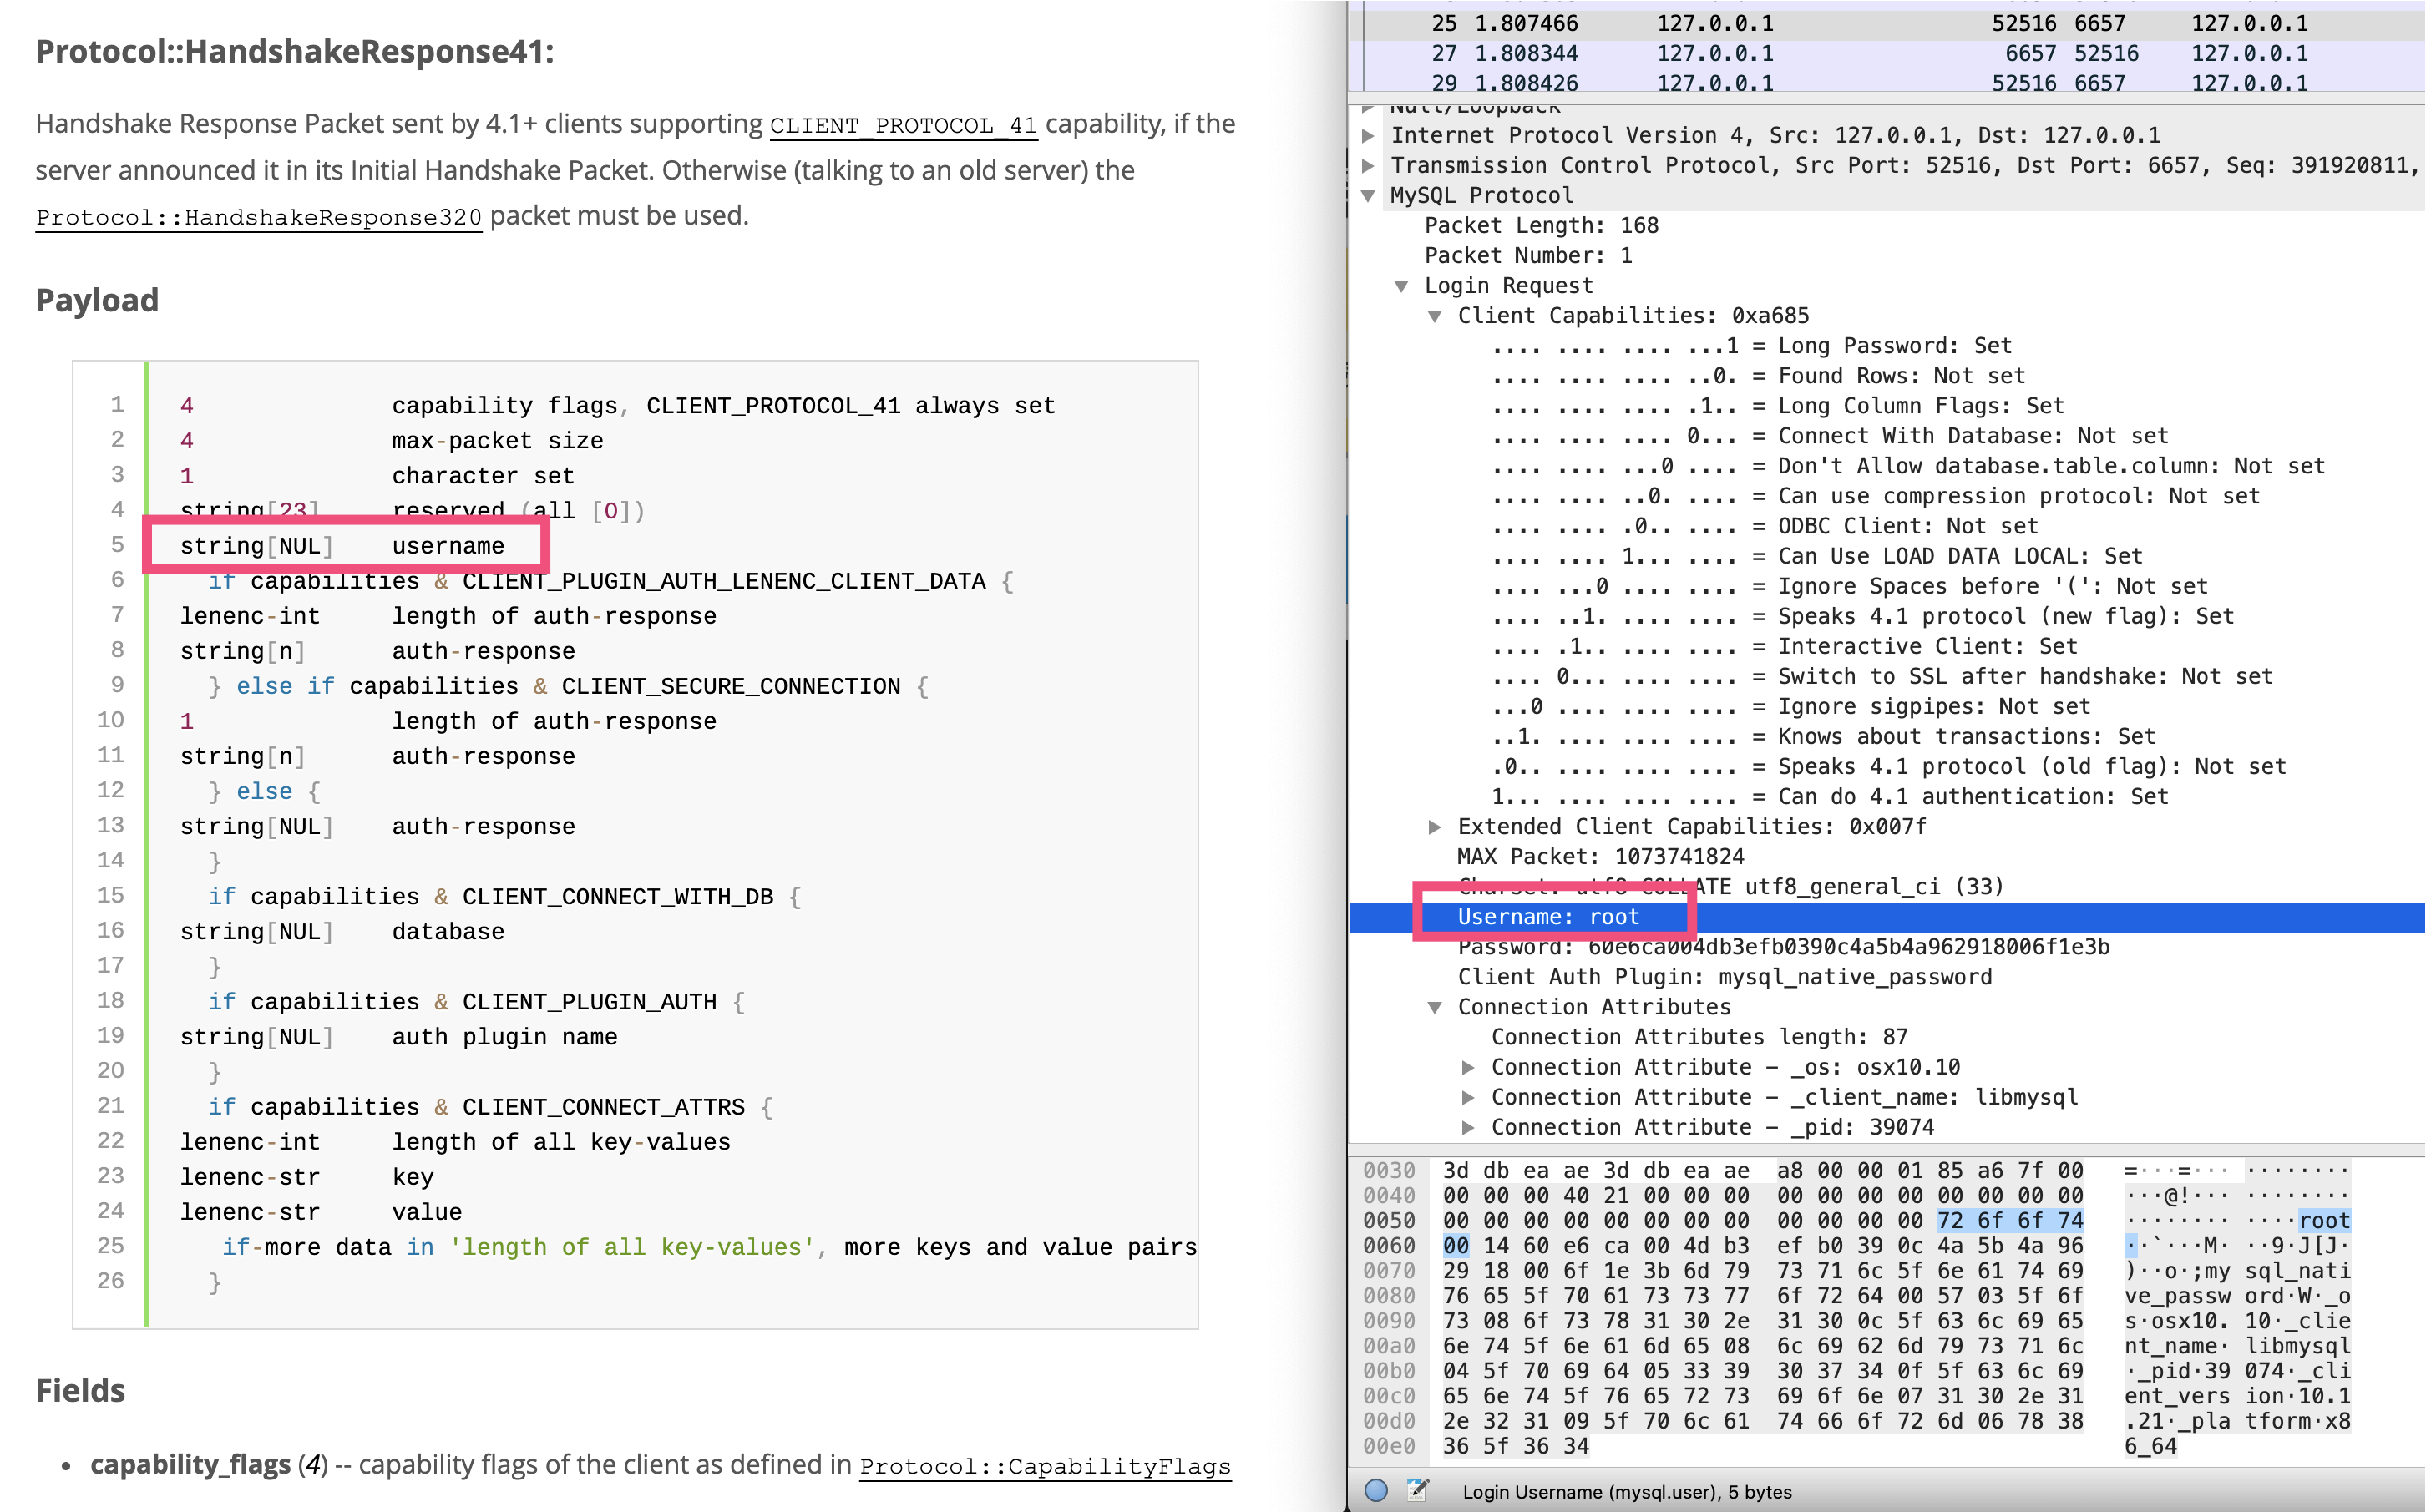 Protocol::HandshakeResponse41:
Handshake Response Packet sent by 4.1+ clients supporting CLIENT_PROTOCOL_41 capability, if the
server announced it in its Initial Handshake Packet. Otherwise (talking to an old server) the
Protocol::HandshakeResponse320 packet must be used.
Payload
1 4 capability flags, CLIENT_PROTOCOL_41 always set
2 4 max-packet size
3 1 character set
4 string[23] reserved (all [0])
5 string[NUL] username
6 if capabilities & CLIENT_PLUGIN_AUTH_LENENC_CLIENT_DATA {
7 lenenc-int length of auth-response
8 string[n] auth-response
9 } else if capabilities & CLIENT_SECURE_CONNECTION {
10 1 length of auth-response
11 string[n] auth-response
12 } else {
13 string[NUL] auth-response
14 }
15 if capabilities & CLIENT_CONNECT_WITH_DB {
16 string[NUL] database
17 }
18 if capabilities & CLIENT_PLUGIN_AUTH {
19 string[NUL] auth plugin name
20 }
21 if capabilities & CLIENT_CONNECT_ATTRS {
22 lenenc-int length of all key-values
23 lenenc-str key
24 lenenc-str value
25 if-more data in 'length of all key-values', more keys and value pairs
26 }
Fields
• capability_flags (4) -- capability flags of the client as defined in Protocol::CapabilityFlags
25 1.807466 127.0.0.1 52516 6657 127.0.0.1
27 1.808344 127.0.0.1 6657 52516 127.0.0.1
29 1.808426 127.0.0.1 52516 6657 127.0.0.1
Null/Loopback
Internet Protocol Version 4, Src: 127.0.0.1, Dst: 127.0.0.1
Transmission Control Protocol, Src Port: 52516, Dst Port: 6657, Seq: 391920811,
MySQL Protocol
Packet Length: 168
Packet Number: 1
Login Request
Client Capabilities: 0xa685
.... .... .... ...1 = Long Password: Set
.... .... .... ..0. = Found Rows: Not set
.... .... .... .1.. = Long Column Flags: Set
.... .... .... 0... = Connect With Database: Not set
.... .... ...0 .... = Don't Allow database.table.column: Not set
.... .... ..0. .... = Can use compression protocol: Not set
.... .... .0.. .... = ODBC Client: Not set
.... .... 1... .... = Can Use LOAD DATA LOCAL: Set
.... ...0 .... .... = Ignore Spaces before '(': Not set
.... ..1. .... .... = Speaks 4.1 protocol (new flag): Set
.... .1.. .... .... = Interactive Client: Set
.... 0... .... .... = Switch to SSL after handshake: Not set
...0 .... .... .... = Ignore sigpipes: Not set
..1. .... .... .... = Knows about transactions: Set
.0.. .... .... .... = Speaks 4.1 protocol (old flag): Not set
1... .... .... .... = Can do 4.1 authentication: Set
Extended Client Capabilities: 0x007f
MAX Packet: 1073741824
Charset: utf8 COLLATE utf8_general_ci (33)
Username: root
Password: 60e6ca004db3efb0390c4a5b4a962918006f1e3b
Client Auth Plugin: mysql_native_password
Connection Attributes
Connection Attributes length: 87
Connection Attribute - _os: osx10.10
Connection Attribute - _client_name: libmysql
Connection Attribute - _pid: 39074
0030 3d db ea ae 3d db ea ae a8 00 00 01 85 a6 7f 00 =···=··· ········
0040 00 00 00 40 21 00 00 00 00 00 00 00 00 00 00 00 ···@!··· ········
0050 00 00 00 00 00 00 00 00 00 00 00 00 72 6f 6f 74 ········ ····root
0060 00 14 60 e6 ca 00 4d b3 ef b0 39 0c 4a 5b 4a 96 ··`···M· ··9·J[J·
0070 29 18 00 6f 1e 3b 6d 79 73 71 6c 5f 6e 61 74 69 )··o·;my sql_nati
0080 76 65 5f 70 61 73 73 77 6f 72 64 00 57 03 5f 6f ve_passw ord·W·_o
0090 73 08 6f 73 78 31 30 2e 31 30 0c 5f 63 6c 69 65 s·osx10. 10·_clie
00a0 6e 74 5f 6e 61 6d 65 08 6c 69 62 6d 79 73 71 6c nt_name· libmysql
00b0 04 5f 70 69 64 05 33 39 30 37 34 0f 5f 63 6c 69 ·_pid·39 074·_cli
00c0 65 6e 74 5f 76 65 72 73 69 6f 6e 07 31 30 2e 31 ent_vers ion·10.1
00d0 2e 32 31 09 5f 70 6c 61 74 66 6f 72 6d 06 78 38 .21·_pla tform·x8
00e0 36 5f 36 34 6_64
Login Username (mysql.user), 5 bytes